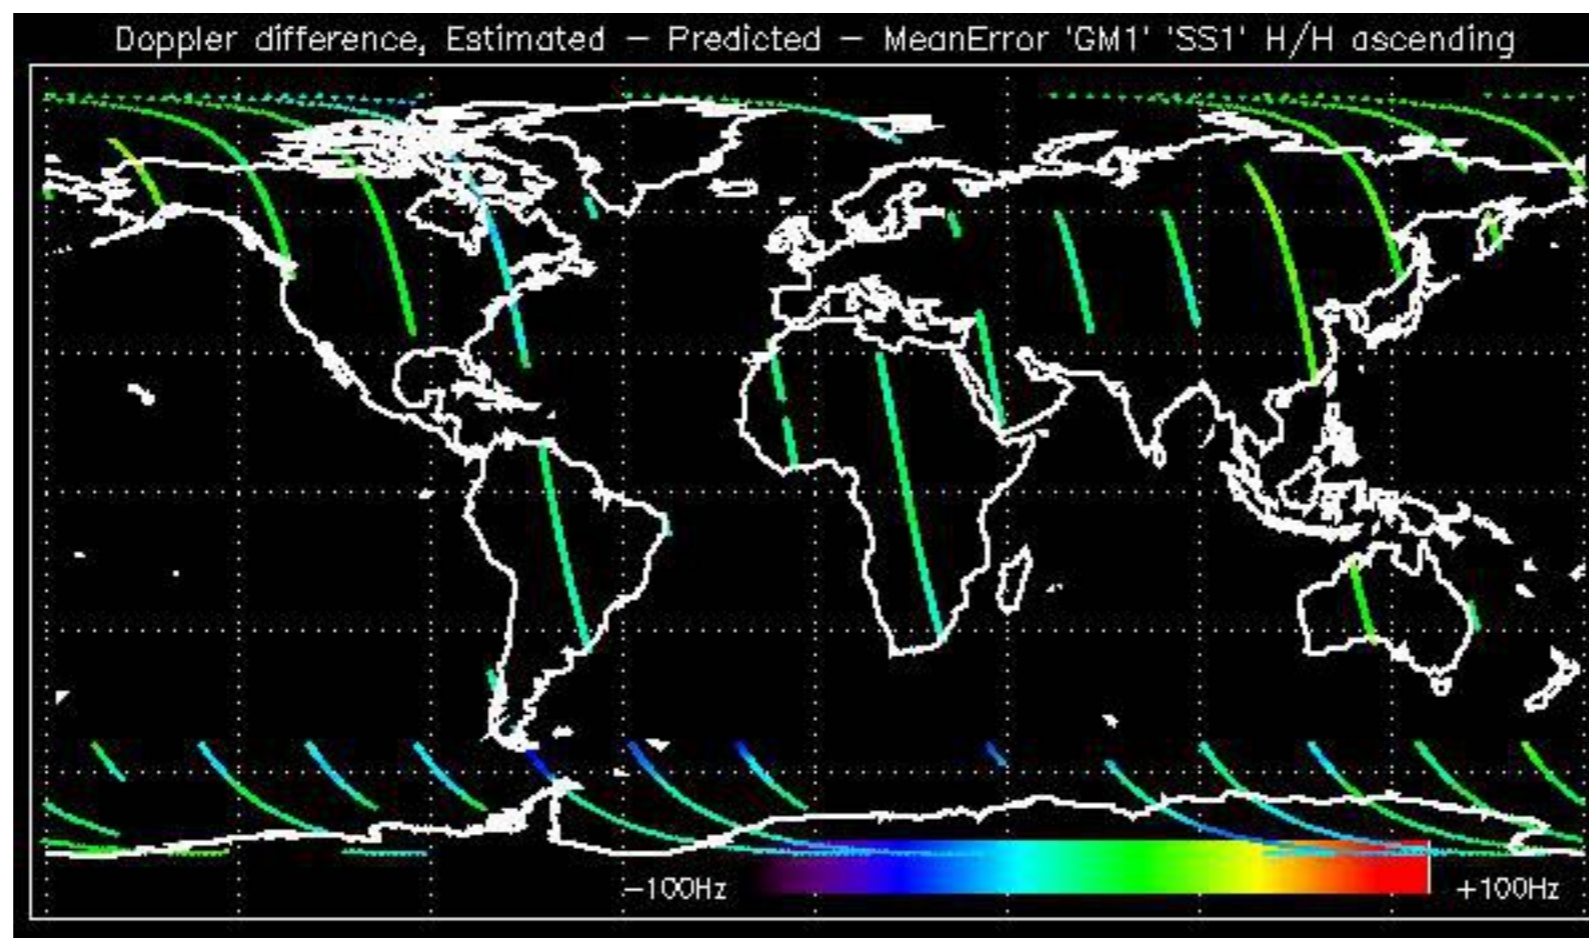 Doppler difference, Estimated – Predicted – MeanError 'GM1' 'SS1' H/H ascending
–100Hz
+100Hz